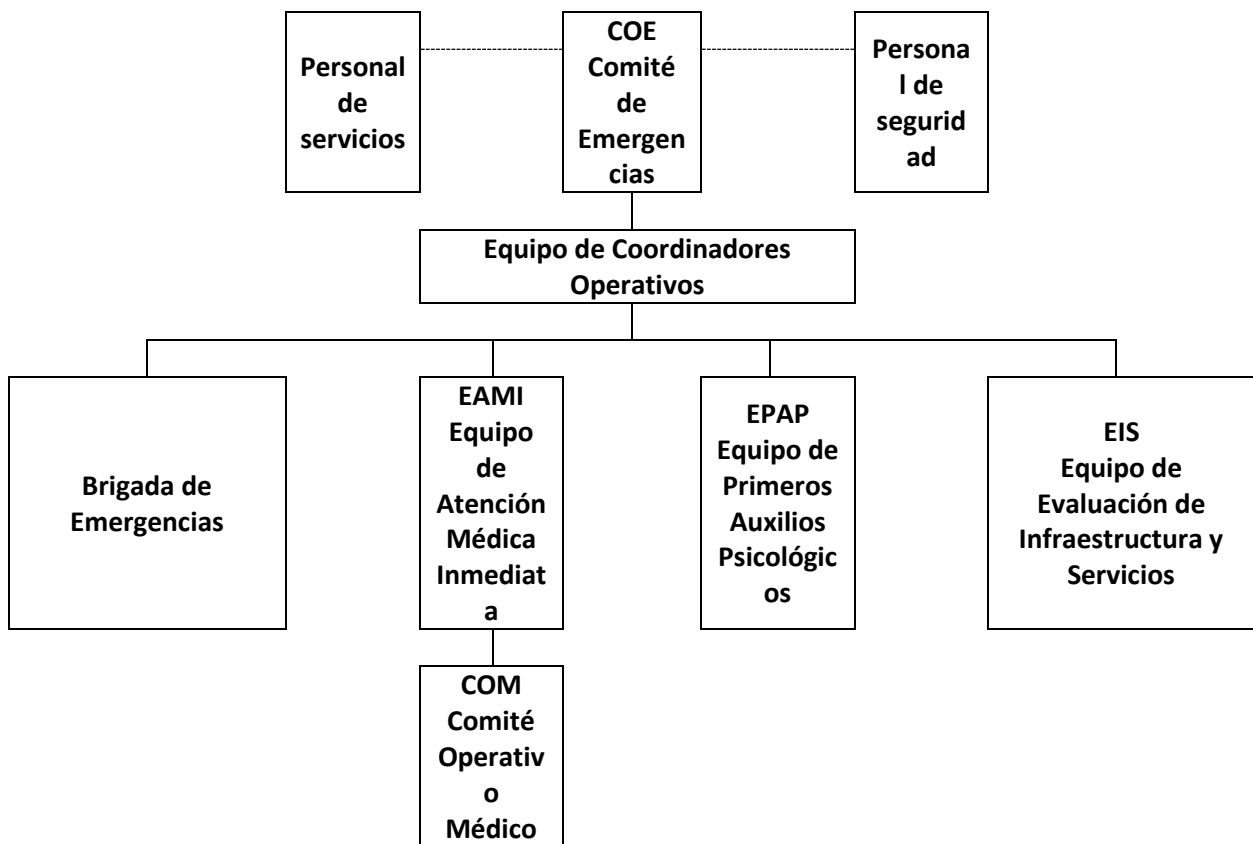 Personal
de
servicios
COE
Comité
de
Emergen
cias
Persona
l de
segurid
ad
Equipo de Coordinadores
Operativos
Brigada de
Emergencias
EAMI
Equipo
de
Atención
Médica
Inmediat
a
EPAP
Equipo de
Primeros
Auxilios
Psicológic
os
EIS
Equipo de
Evaluación de
Infraestructura y
Servicios
COM
Comité
Operativ
o
Médico